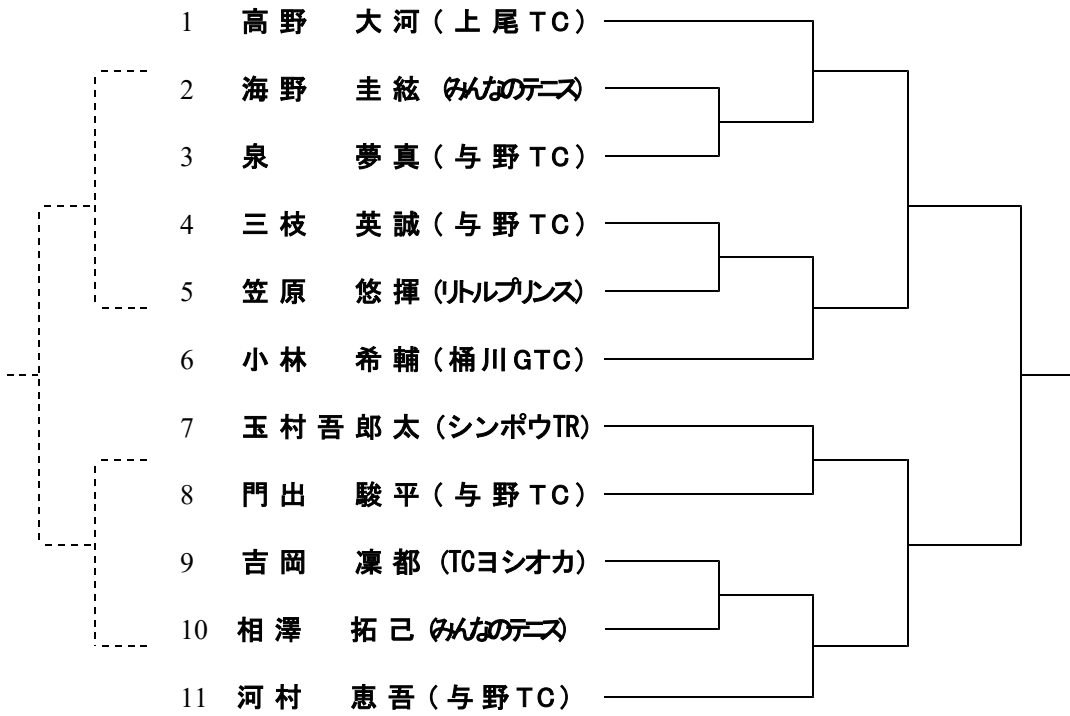 1 高野 大河(上尾TC)
2 海野 圭絃 (みんなのテニス)
3 泉 夢真(与野TC)
4 三枝 英誠(与野TC)
5 笠原 悠揮(リトルプリンス)
6 小林 希輔(桶川GTC)
7 玉村吾郎太(シンポウTR)
8 門出 駿平(与野TC)
9 吉岡 凜都 (TCヨシオカ)
10 相澤 拓己 (みんなのテニス)
11 河村 恵吾(与野TC)